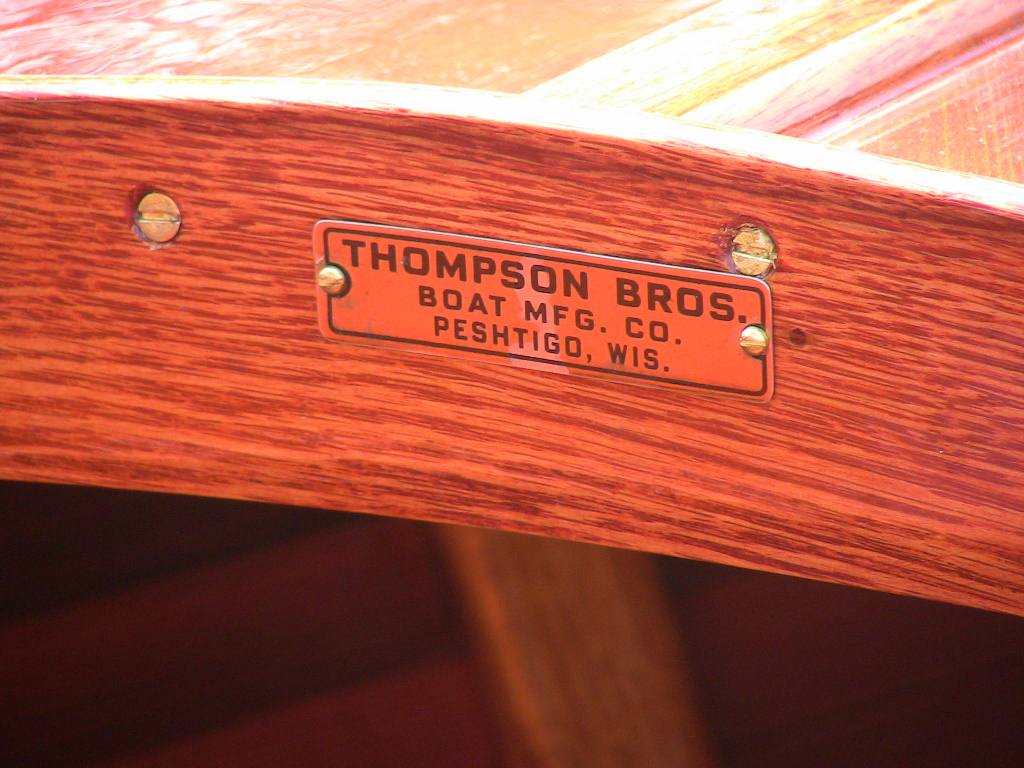 THOMPSON BROS.
BOAT MFG. CO.
PESHTIGO, WIS.